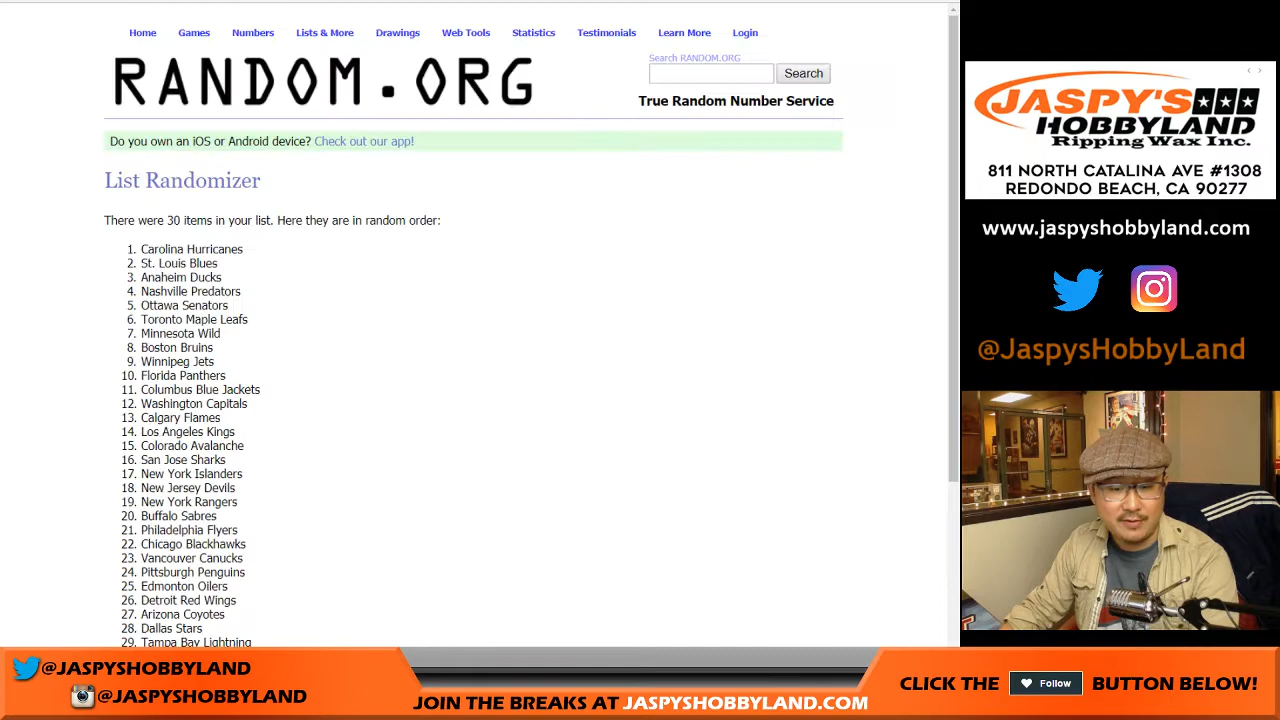 Home Games Numbers Lists & More Drawings Web Tools Statistics Testimonials Learn More Login
RANDOM.ORG
Search RANDOM.ORG
Search
True Random Number Service
Do you own an iOS or Android device? Check out our app!
List Randomizer
There were 30 items in your list. Here they are in random order:
1. Carolina Hurricanes
2. St. Louis Blues
3. Anaheim Ducks
4. Nashville Predators
5. Ottawa Senators
6. Toronto Maple Leafs
7. Minnesota Wild
8. Boston Bruins
9. Winnipeg Jets
10. Florida Panthers
11. Columbus Blue Jackets
12. Washington Capitals
13. Calgary Flames
14. Los Angeles Kings
15. Colorado Avalanche
16. San Jose Sharks
17. New York Islanders
18. New Jersey Devils
19. New York Rangers
20. Buffalo Sabres
21. Philadelphia Flyers
22. Chicago Blackhawks
23. Vancouver Canucks
24. Pittsburgh Penguins
25. Edmonton Oilers
26. Detroit Red Wings
27. Arizona Coyotes
28. Dallas Stars
29. Tampa Bay Lightning
JASPY'S
HOBBYLAND
Ripping Wax Inc.
811 NORTH CATALINA AVE #1308
REDONDO BEACH, CA 90277
www.jaspyshobbyland.com
@JaspysHobbyLand
@JASPYSHOBBYLAND
@JASPYSHOBBYLAND
JOIN THE BREAKS AT JASPYSHOBBYLAND.COM
CLICK THE Follow BUTTON BELOW!